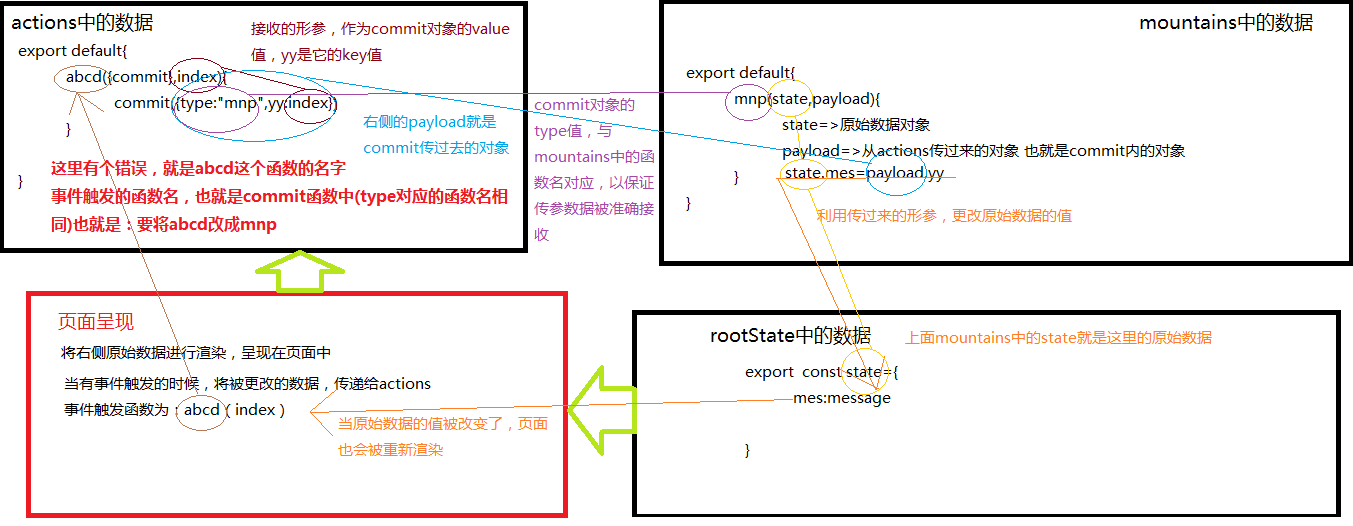 actions中的数据
export default{
abcd({commit},index){
commit({type:"mnp",yy:index})
}
}
接收的形参，作为commit对象的value
值，yy是它的key值
右侧的payload就是
commit传过去的对象
这里有个错误，就是abcd这个函数的名字
事件触发的函数名，也就是commit函数中(type对应的函数名相
同)也就是：要将abcd改成mnp
commit对象的
type值，与
mountains中的函
数名对应，以保证
传参数据被准确接
收
mountains中的数据
export default{
mnp(state,payload){
state=>原始数据对象
payload=>从actions传过来的对象 也就是commit内的对象
state.mes=payload.yy
}
}
利用传过来的形参，更改原始数据的值
页面呈现
将右侧原始数据进行渲染，呈现在页面中
当有事件触发的时候，将被更改的数据，传递给actions
事件触发函数为：abcd（index）
当原始数据的值被改变了，页面
也会被重新渲染
rootState中的数据
上面mountains中的state就是这里的原始数据
export const state={
mes:message
}